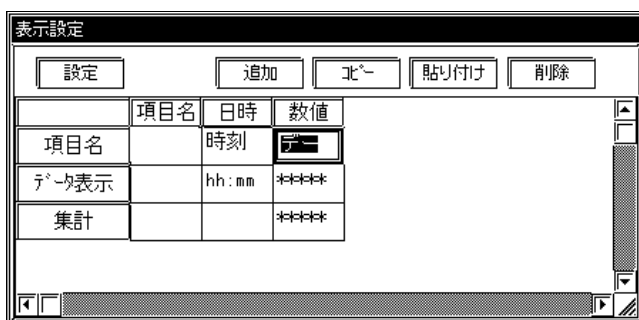 表示設定
設定 追加 ｺﾋﾟｰ 貼り付け 削除
項目名 日時 数値
項目名 時刻 デー
ﾃﾞｰﾀ表示 hh:mm *****
集計 *****